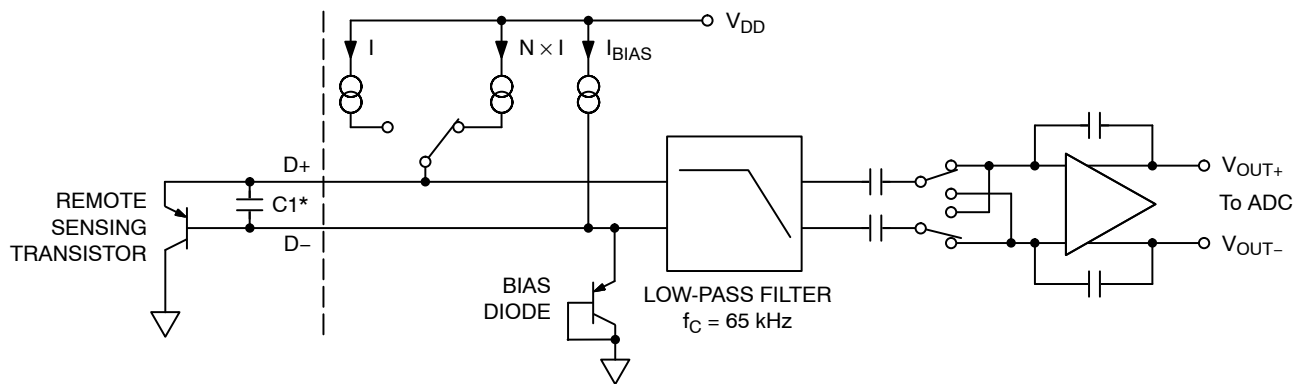 V_DD
I
N × I
I_BIAS
D+
REMOTE
SENSING
TRANSISTOR
C1*
D−
BIAS
DIODE
LOW-PASS FILTER
f_C = 65 kHz
V_OUT+
To ADC
V_OUT−